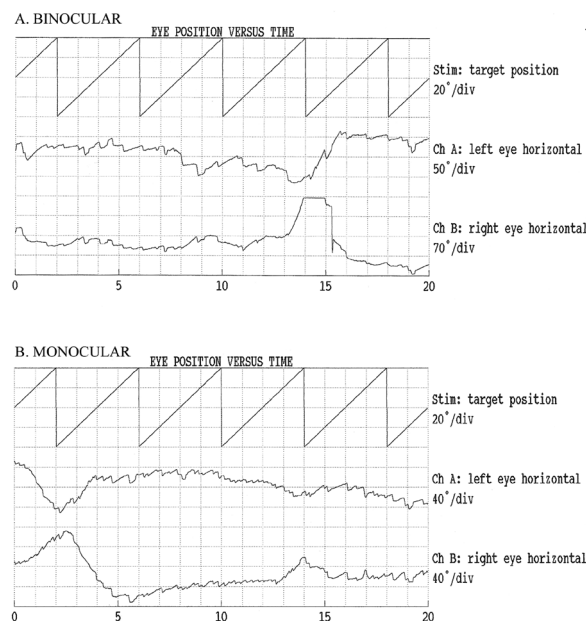 A. BINOCULAR
EYE POSITION VERSUS TIME
Stim: target position
20°/div
Ch A: left eye horizontal
50°/div
Ch B: right eye horizontal
70°/div
0 5 10 15 20
B. MONOCULAR
EYE POSITION VERSUS TIME
Stim: target position
20°/div
Ch A: left eye horizontal
40°/div
Ch B: right eye horizontal
40°/div
0 5 10 15 20